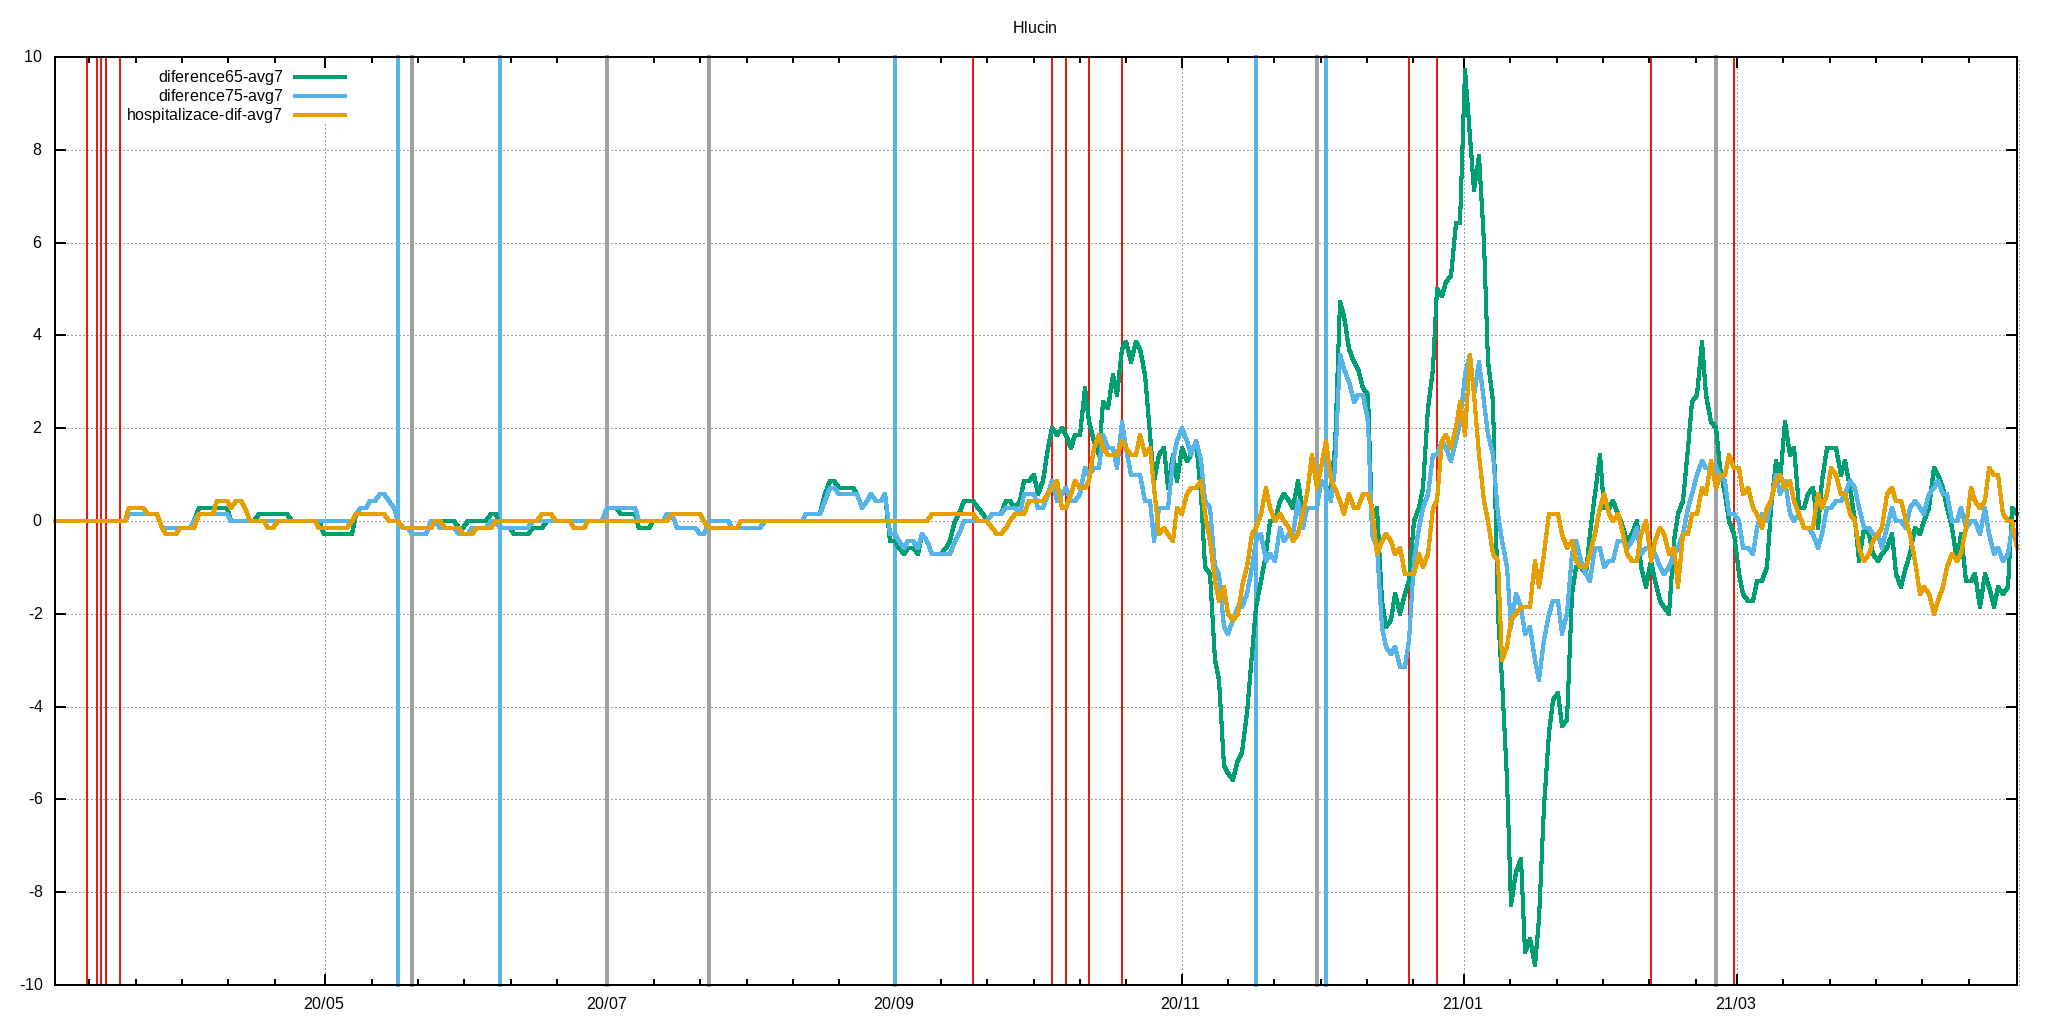 Hlucin
10
diference65-avg7
diference75-avg7
hospitalizace-dif-avg7
8
6
4
2
0
-2
-4
-6
-8
-10
20/05 20/07 20/09 20/11 21/01 21/03